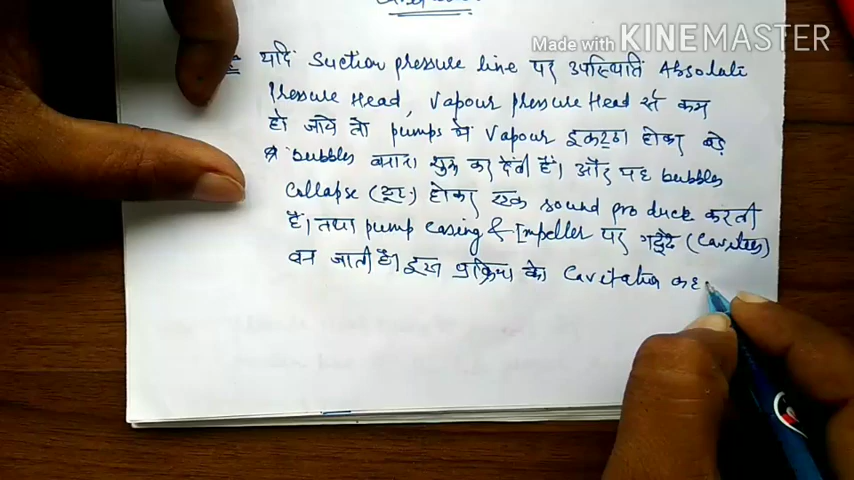 Made with KINEMASTER
यदि Suction pressure line पर उपस्थिति Absolute
Pressure Head, Vapour pressure Head से कम
हो जाये तो pumps में Vapour इकट्ठा होकर बड़े
bubbles बनाना शुरू कर देती हैं। और यह bubbles
Collapse होकर एक sound produck करती
हैं। तथा pump casing & Impeller पर गड्ढे (Cavities)
बन जाती हैं। इस प्रक्रिया को Cavitation कह